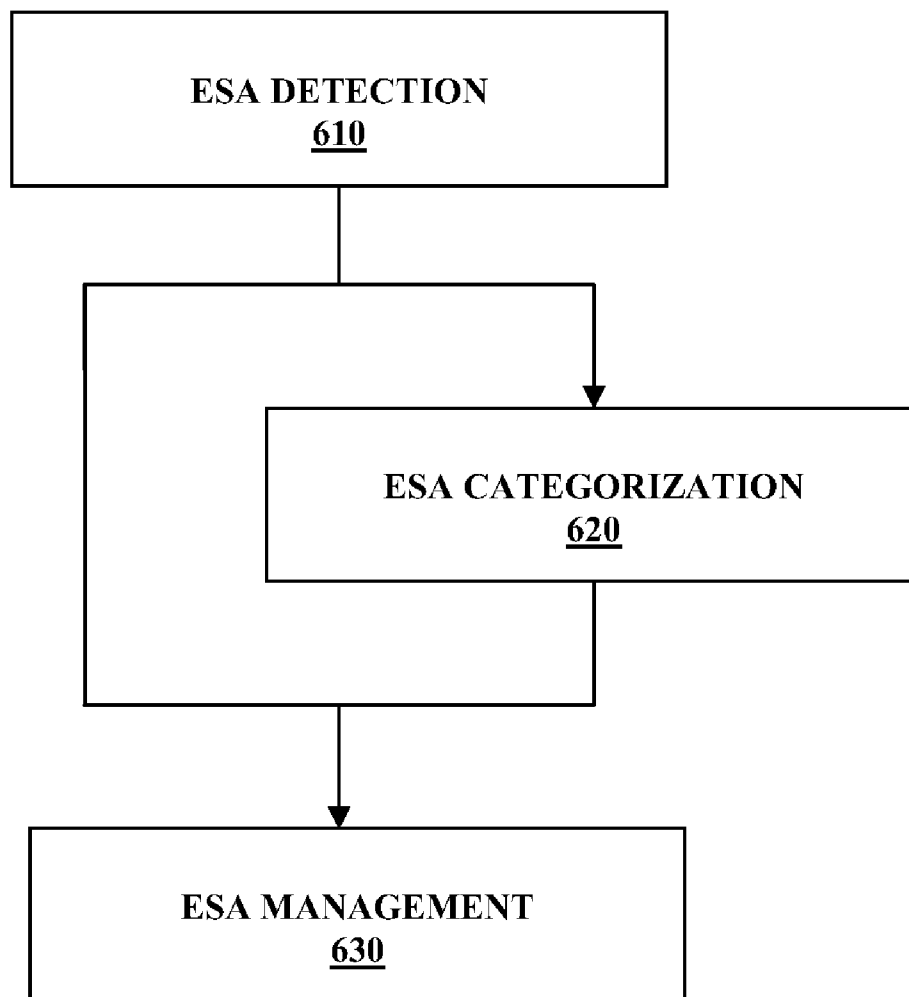 ESA DETECTION
610
ESA CATEGORIZATION
620
ESA MANAGEMENT
630